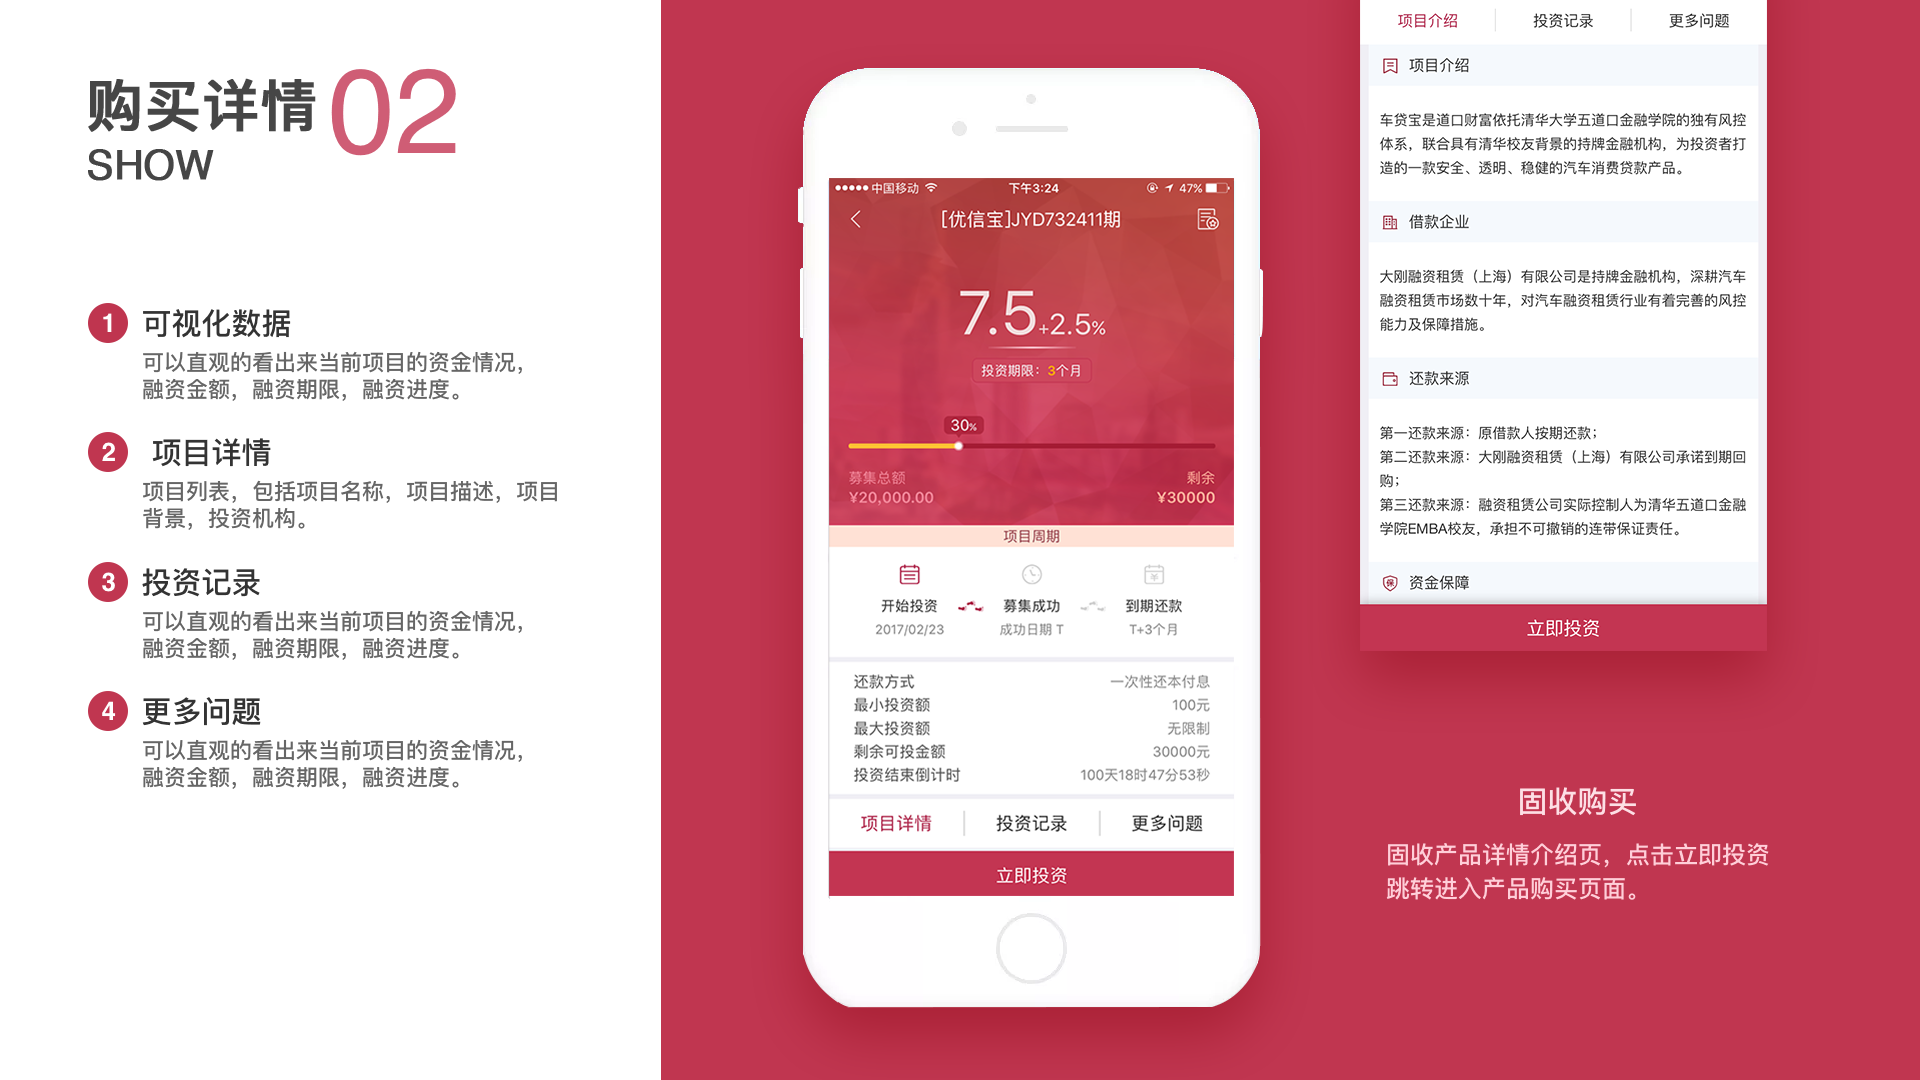 购买详情 02
SHOW
1 可视化数据
可以直观的看出来当前项目的资金情况，
融资金额，融资期限，融资进度。
2 项目详情
项目列表，包括项目名称，项目描述，项目
背景，投资机构。
3 投资记录
可以直观的看出来当前项目的资金情况，
融资金额，融资期限，融资进度。
4 更多问题
可以直观的看出来当前项目的资金情况，
融资金额，融资期限，融资进度。
中国移动 下午3:24 47%
[优信宝]JYD732411期
7.5+2.5%
投资期限：3个月
30%
募集总额 剩余
¥20,000.00 ¥30000
项目周期
开始投资 募集成功 到期还款
2017/02/23 成功日期 T T+3个月
还款方式 一次性还本付息
最小投资额 100元
最大投资额 无限制
剩余可投金额 30000元
投资结束倒计时 100天18时47分53秒
项目详情 投资记录 更多问题
立即投资
项目介绍 投资记录 更多问题
项目介绍
车贷宝是道口财富依托清华大学五道口金融学院的独有风控
体系，联合具有清华校友背景的持牌金融机构，为投资者打
造的一款安全、透明、稳健的汽车消费贷款产品。
借款企业
大刚融资租赁（上海）有限公司是持牌金融机构，深耕汽车
融资租赁市场数十年，对汽车融资租赁行业有着完善的风控
能力及保障措施。
还款来源
第一还款来源：原借款人按期还款；
第二还款来源：大刚融资租赁（上海）有限公司承诺到期回
购；
第三还款来源：融资租赁公司实际控制人为清华五道口金融
学院EMBA校友，承担不可撤销的连带保证责任。
保 资金保障
立即投资
固收购买
固收产品详情介绍页，点击立即投资
跳转进入产品购买页面。